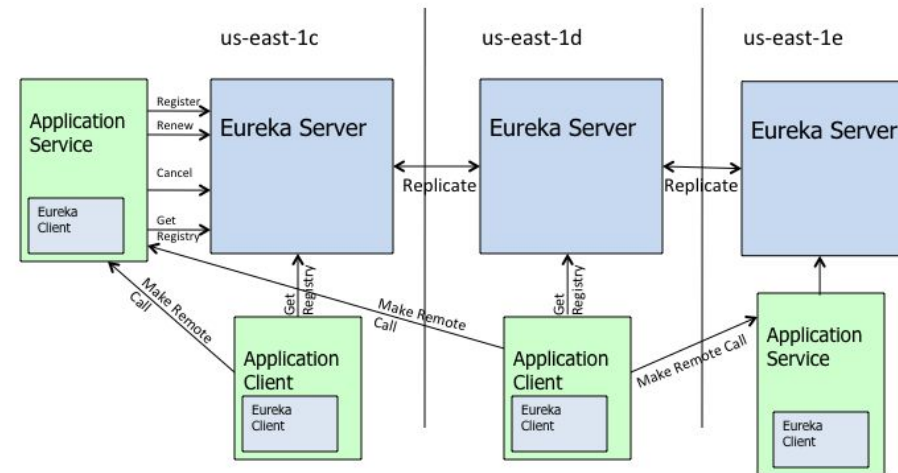 us-east-1c
us-east-1d
us-east-1e
Application
Service
Eureka
Client
Register
Renew
Cancel
Get
Registry
Eureka Server
Replicate
Eureka Server
Replicate
Eureka Server
Make Remote
Call
Get
Registry
Make Remote
Call
Get
Registry
Make Remote Call
Application
Client
Eureka
Client
Application
Client
Eureka
Client
Application
Service
Eureka
Client